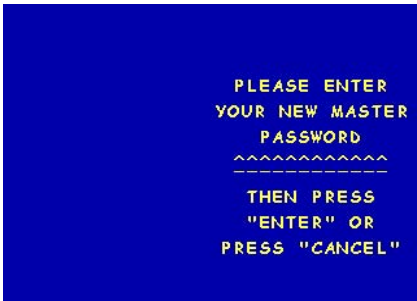 PLEASE ENTER
YOUR NEW MASTER
PASSWORD
^^^^^^^^^^^^
THEN PRESS
"ENTER" OR
PRESS "CANCEL"